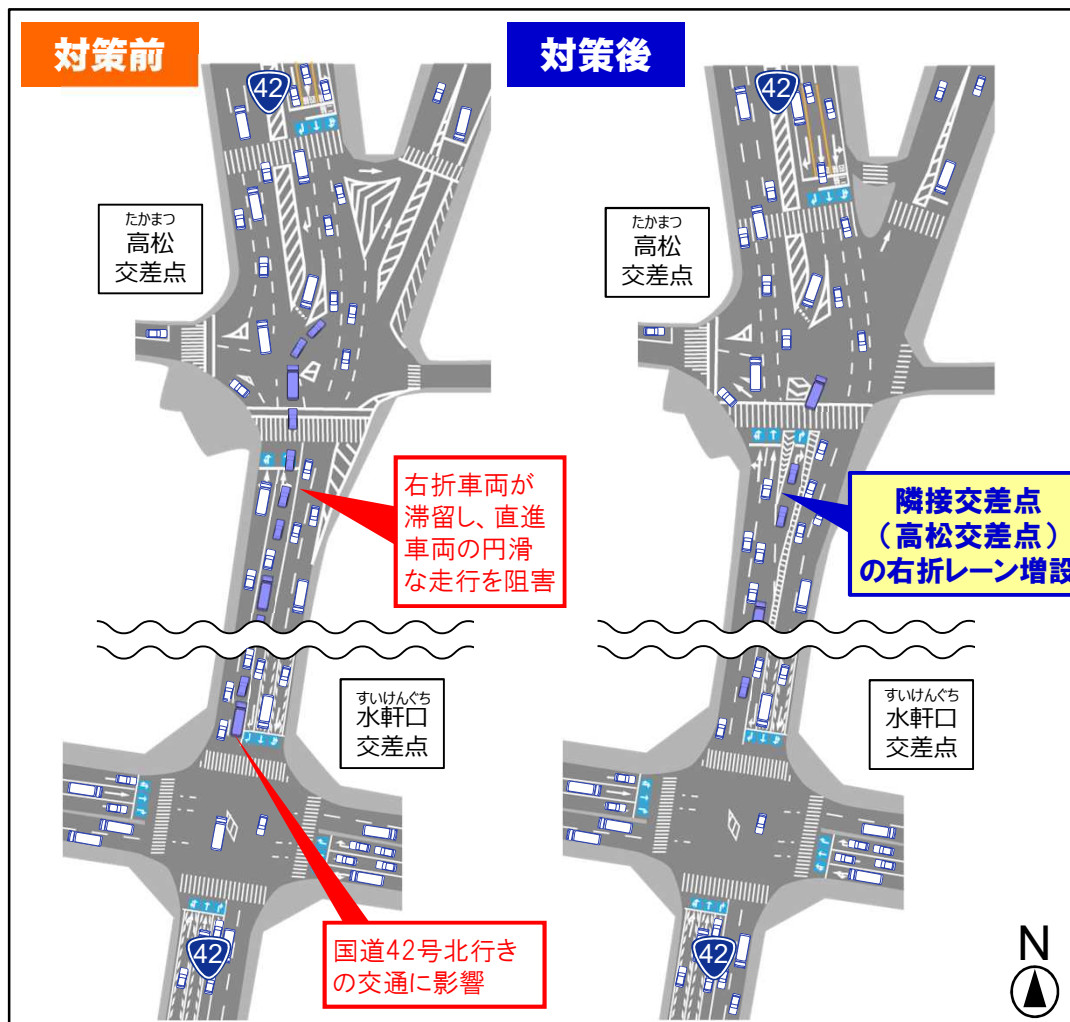 対策前
対策後
42
42
たかまつ
高松
交差点
たかまつ
高松
交差点
右折車両が
滞留し、直進
車両の円滑
な走行を阻害
隣接交差点
（高松交差点）
の右折レーン増設
すいけんぐち
水軒口
交差点
すいけんぐち
水軒口
交差点
国道42号北行き
の交通に影響
42
42
N